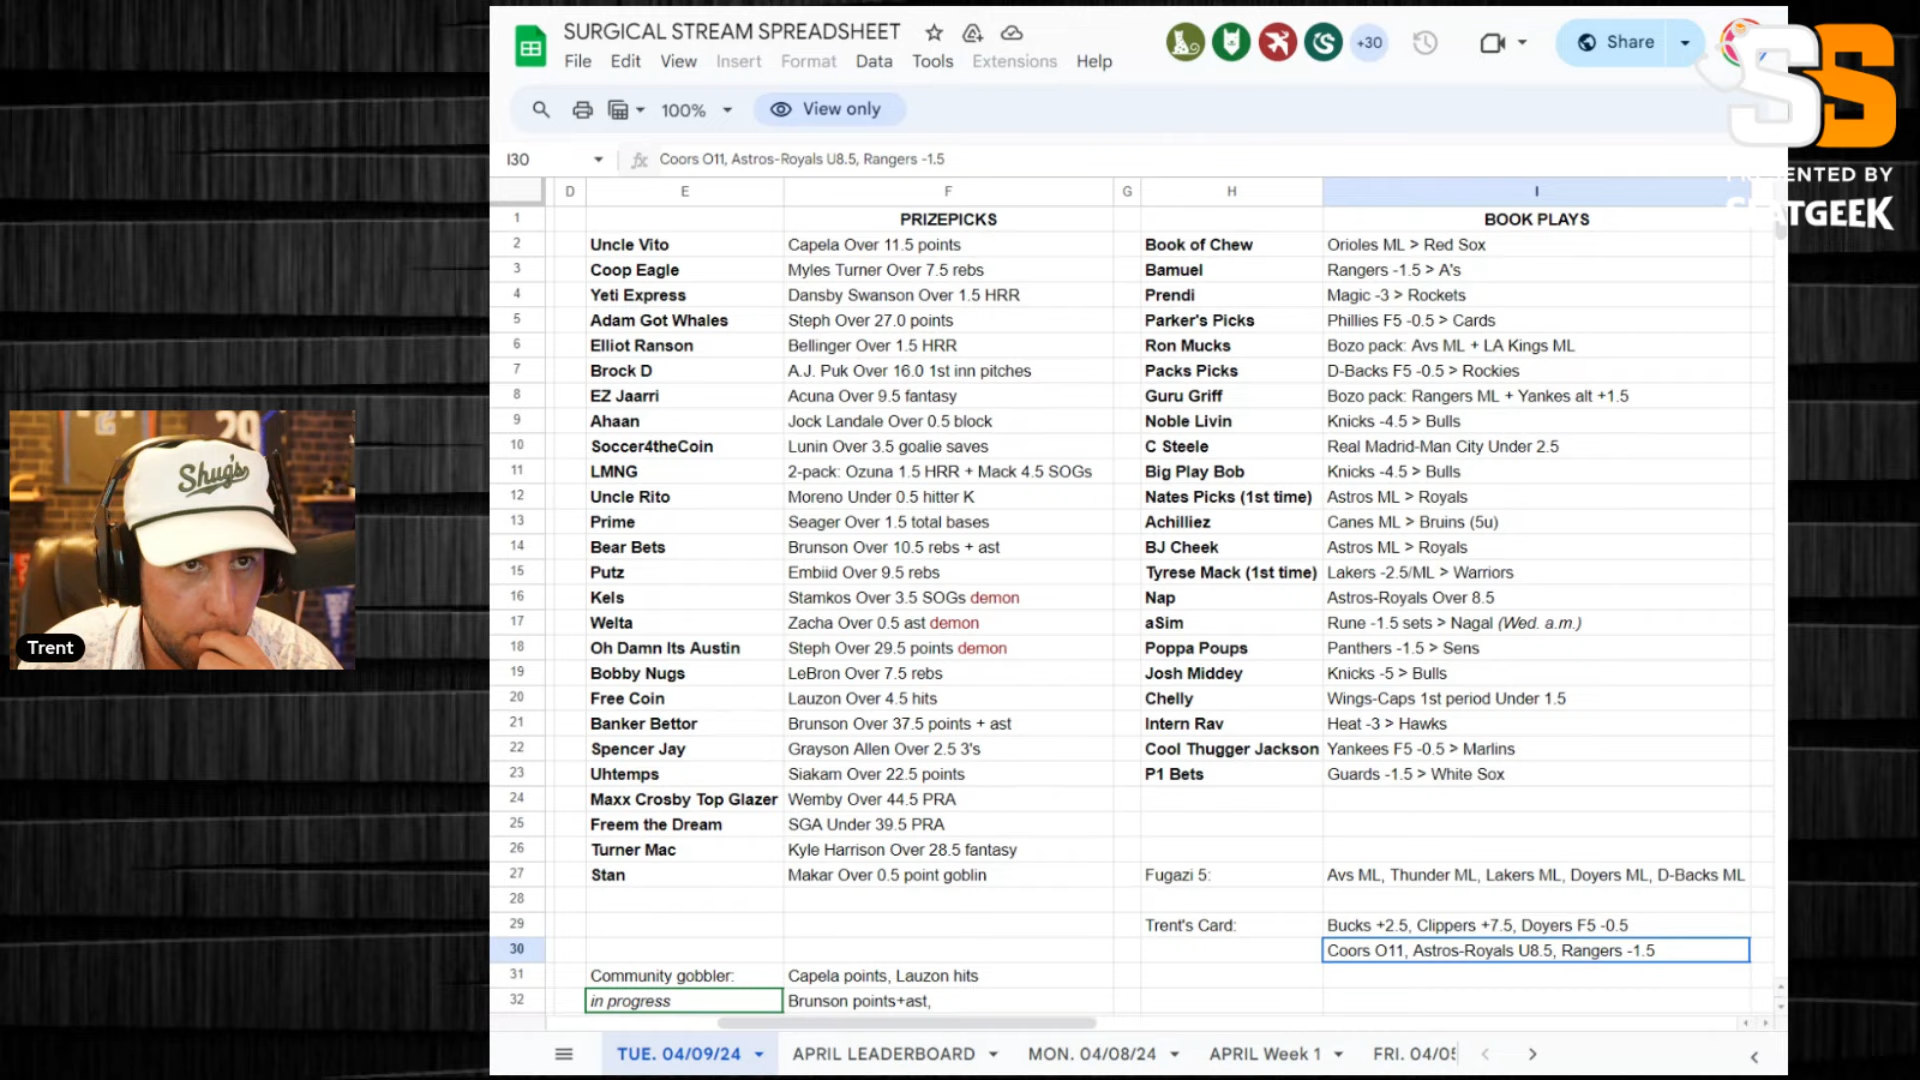 SURGICAL STREAM SPREADSHEET
File Edit View Insert Format Data Tools Extensions Help
+30
Share
SS
PRESENTED BY
SEATGEEK
100%
View only
I30
fx Coors O11, Astros-Royals U8.5, Rangers -1.5
D E F G H I
1 PRIZEPICKS BOOK PLAYS
2 Uncle Vito Capela Over 11.5 points Book of Chew Orioles ML > Red Sox
3 Coop Eagle Myles Turner Over 7.5 rebs Bamuel Rangers -1.5 > A's
4 Yeti Express Dansby Swanson Over 1.5 HRR Prendi Magic -3 > Rockets
5 Adam Got Whales Steph Over 27.0 points Parker's Picks Phillies F5 -0.5 > Cards
6 Elliot Ranson Bellinger Over 1.5 HRR Ron Mucks Bozo pack: Avs ML + LA Kings ML
7 Brock D A.J. Puk Over 16.0 1st inn pitches Packs Picks D-Backs F5 -0.5 > Rockies
8 EZ Jaarri Acuna Over 9.5 fantasy Guru Griff Bozo pack: Rangers ML + Yankes alt +1.5
9 Ahaan Jock Landale Over 0.5 block Noble Livin Knicks -4.5 > Bulls
10 Soccer4theCoin Lunin Over 3.5 goalie saves C Steele Real Madrid-Man City Under 2.5
11 LMNG 2-pack: Ozuna 1.5 HRR + Mack 4.5 SOGs Big Play Bob Knicks -4.5 > Bulls
12 Uncle Rito Moreno Under 0.5 hitter K Nates Picks (1st time) Astros ML > Royals
13 Prime Seager Over 1.5 total bases Achilliez Canes ML > Bruins (5u)
14 Bear Bets Brunson Over 10.5 rebs + ast BJ Cheek Astros ML > Royals
15 Putz Embiid Over 9.5 rebs Tyrese Mack (1st time) Lakers -2.5/ML > Warriors
16 Kels Stamkos Over 3.5 SOGs demon Nap Astros-Royals Over 8.5
17 Welta Zacha Over 0.5 ast demon aSim Rune -1.5 sets > Nagal (Wed. a.m.)
18 Oh Damn Its Austin Steph Over 29.5 points demon Poppa Poups Panthers -1.5 > Sens
19 Bobby Nugs LeBron Over 7.5 rebs Josh Middey Knicks -5 > Bulls
20 Free Coin Lauzon Over 4.5 hits Chelly Wings-Caps 1st period Under 1.5
21 Banker Bettor Brunson Over 37.5 points + ast Intern Rav Heat -3 > Hawks
22 Spencer Jay Grayson Allen Over 2.5 3's Cool Thugger Jackson Yankees F5 -0.5 > Marlins
23 Uhtemps Siakam Over 22.5 points P1 Bets Guards -1.5 > White Sox
24 Maxx Crosby Top Glazer Wemby Over 44.5 PRA
25 Freem the Dream SGA Under 39.5 PRA
26 Turner Mac Kyle Harrison Over 28.5 fantasy
27 Stan Makar Over 0.5 point goblin Fugazi 5: Avs ML, Thunder ML, Lakers ML, Doyers ML, D-Backs ML
28
29 Trent's Card: Bucks +2.5, Clippers +7.5, Doyers F5 -0.5
30 Coors O11, Astros-Royals U8.5, Rangers -1.5
31 Community gobbler: Capela points, Lauzon hits
32 in progress Brunson points+ast,
TUE. 04/09/24 APRIL LEADERBOARD MON. 04/08/24 APRIL Week 1 FRI. 04/05
29
Shug's
Trent